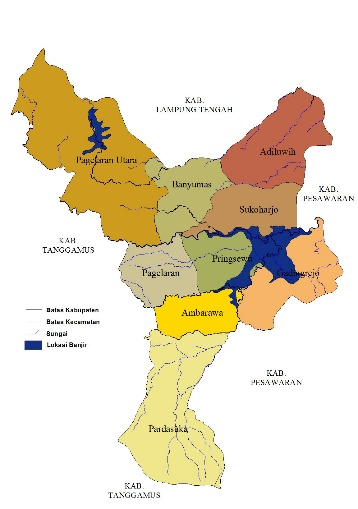 KAB.
LAMPUNG TENGAH
Adiluwih
Pagelaran Utara
Banyumas
KAB.
PESAWARAN
Sukoharjo
KAB.
TANGGAMUS
Pringsewu
Pagelaran
Gadingrejo
Ambarawa
Batas Kabupaten
Batas Kecamatan
Sungai
Lokasi Banjir
KAB.
PESAWARAN
Pardasuka
KAB.
TANGGAMUS